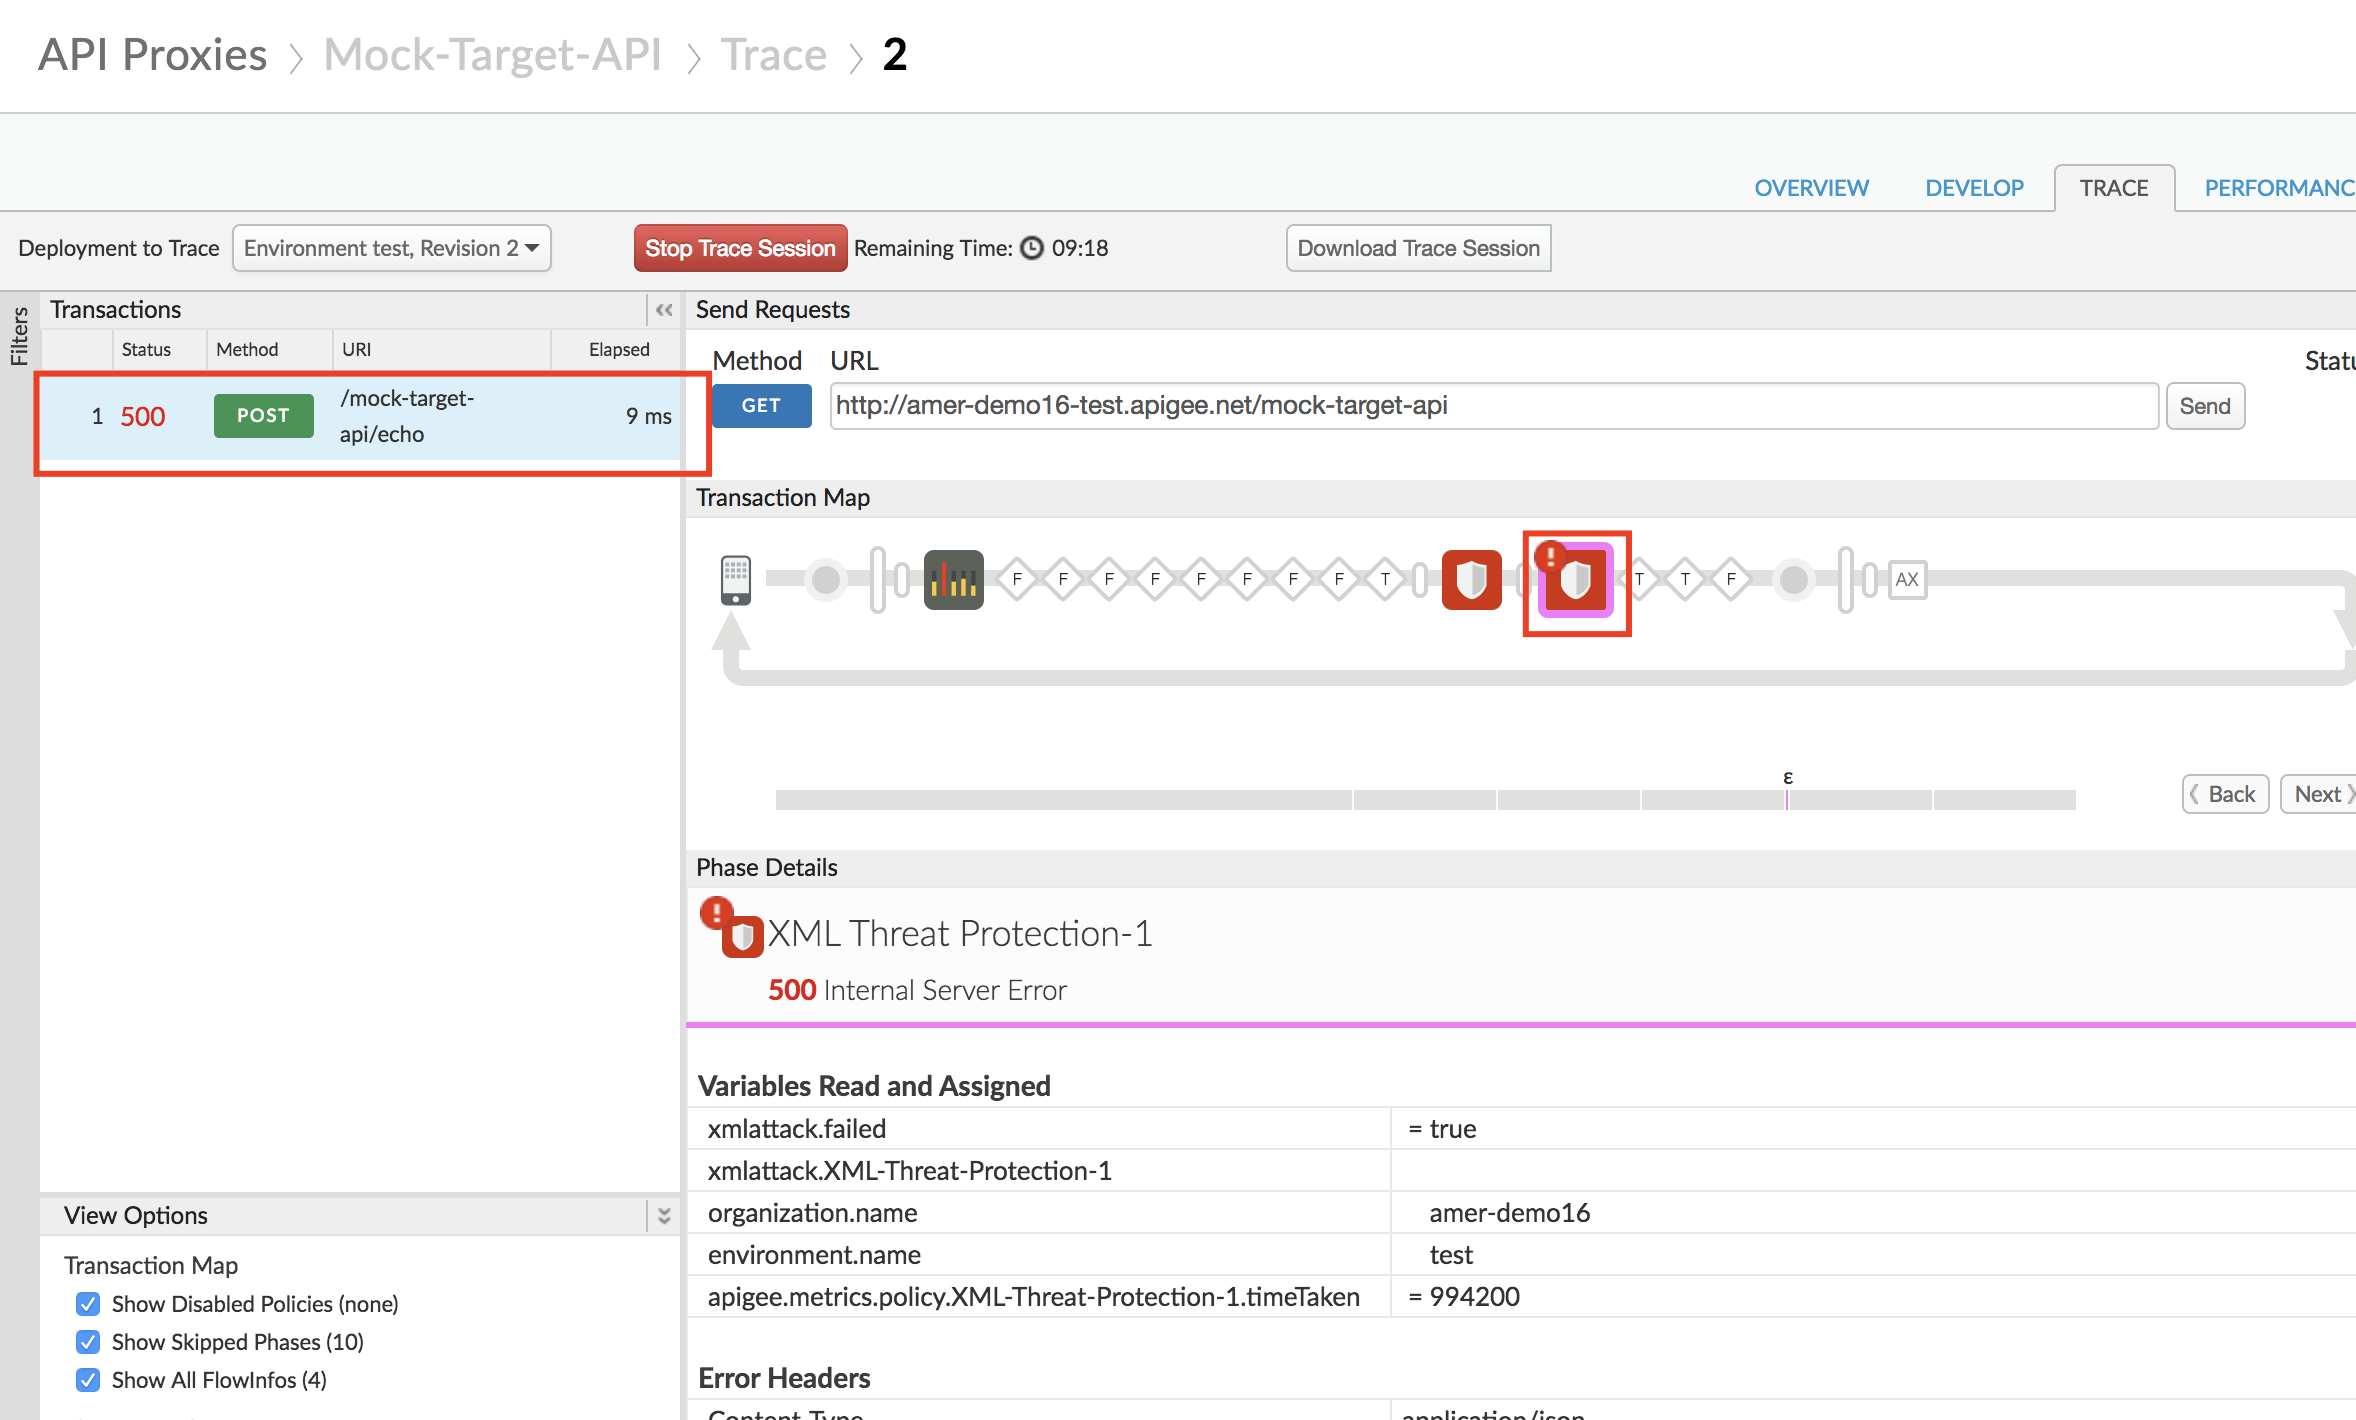 API Proxies > Mock-Target-API > Trace > 2
OVERVIEW DEVELOP TRACE PERFORMANC
Deployment to Trace Environment test, Revision 2 Stop Trace Session Remaining Time: 09:18 Download Trace Session
Filters
Transactions «
Status Method URI Elapsed
1 500 POST /mock-target-
api/echo 9 ms
Send Requests
Method URL Statu
GET http://amer-demo16-test.apigee.net/mock-target-api Send
Transaction Map
F F F F F F F F T T T F AX
ε
Back Next
Phase Details
XML Threat Protection-1
500 Internal Server Error
Variables Read and Assigned
xmlattack.failed = true
xmlattack.XML-Threat-Protection-1
organization.name amer-demo16
environment.name test
apigee.metrics.policy.XML-Threat-Protection-1.timeTaken = 994200
Error Headers
Content-Type application/json
View Options
Transaction Map
Show Disabled Policies (none)
Show Skipped Phases (10)
Show All FlowInfos (4)